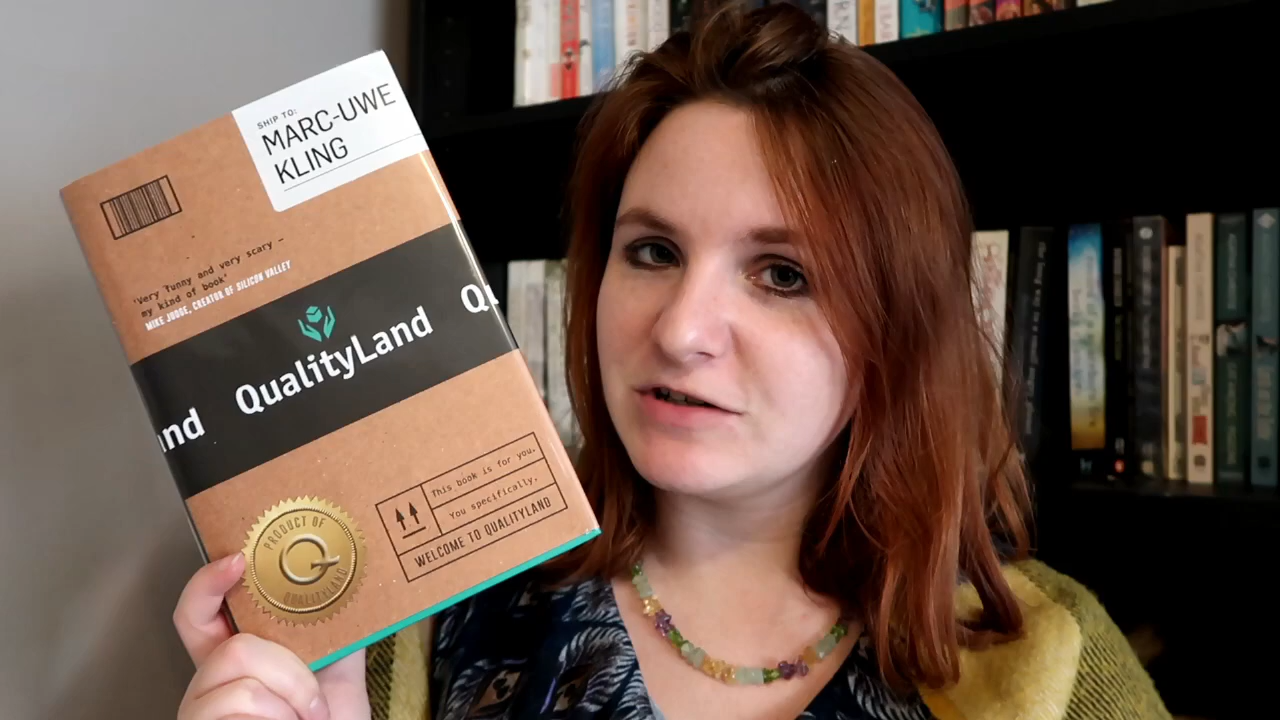 SHIP TO:
MARC-UWE
KLING
'Very funny and very scary –
my kind of book'
MIKE JUDGE, CREATOR OF SILICON VALLEY
and QualityLand Qu
PRODUCT OF
Q
QUALITYLAND
This book is for you.
You specifically.
WELCOME TO QUALITYLAND